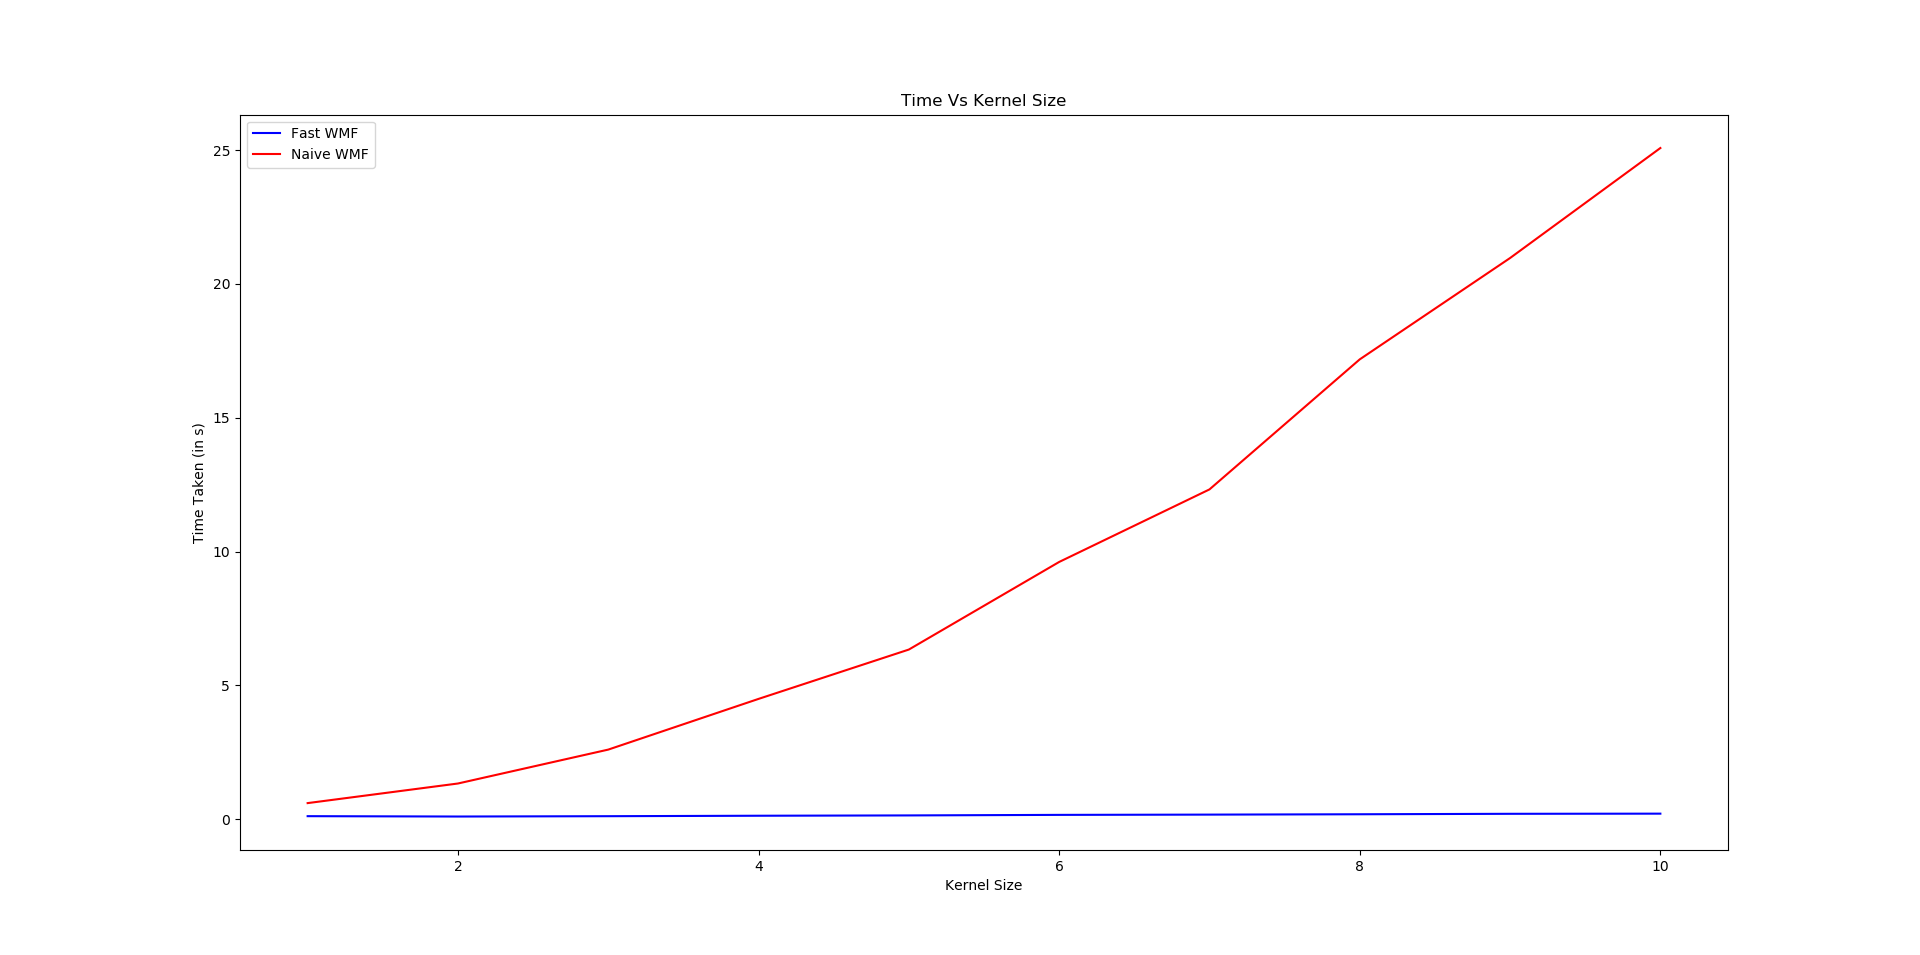 Time Vs Kernel Size
Fast WMF
Naive WMF
25
20
15
10
5
0
Time Taken (in s)
2 4 6 8 10
Kernel Size